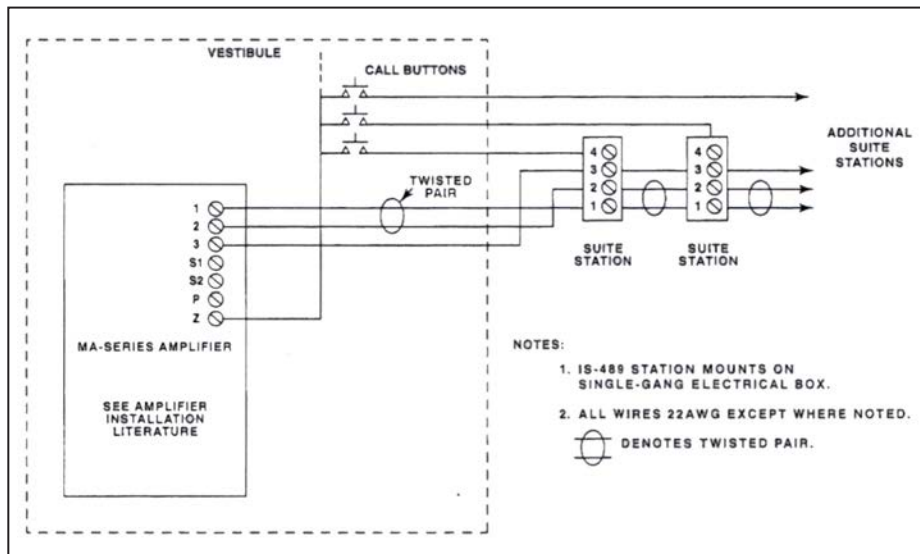 VESTIBULE
CALL BUTTONS
ADDITIONAL
SUITE
STATIONS
4
3
2
1
4
3
2
1
SUITE
STATION
SUITE
STATION
TWISTED
PAIR
1
2
3
S1
S2
P
Z
MA-SERIES AMPLIFIER
SEE AMPLIFIER
INSTALLATION
LITERATURE
NOTES:
1. IS-489 STATION MOUNTS ON
SINGLE-GANG ELECTRICAL BOX.
2. ALL WIRES 22AWG EXCEPT WHERE NOTED.
DENOTES TWISTED PAIR.